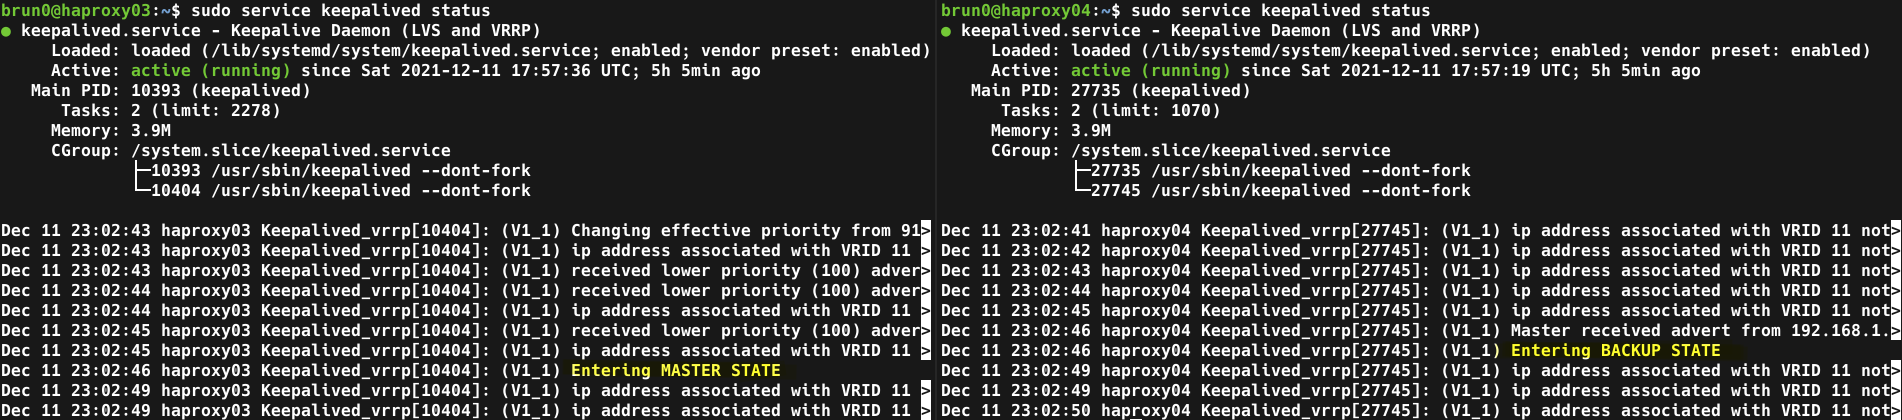 brun0@haproxy03:~$ sudo service keepalived status
● keepalived.service - Keepalive Daemon (LVS and VRRP)
Loaded: loaded (/lib/systemd/system/keepalived.service; enabled; vendor preset: enabled)
Active: active (running) since Sat 2021-12-11 17:57:36 UTC; 5h 5min ago
Main PID: 10393 (keepalived)
Tasks: 2 (limit: 2278)
Memory: 3.9M
CGroup: /system.slice/keepalived.service
├─10393 /usr/sbin/keepalived --dont-fork
└─10404 /usr/sbin/keepalived --dont-fork
Dec 11 23:02:43 haproxy03 Keepalived_vrrp[10404]: (V1_1) Changing effective priority from 91>
Dec 11 23:02:43 haproxy03 Keepalived_vrrp[10404]: (V1_1) ip address associated with VRID 11 >
Dec 11 23:02:43 haproxy03 Keepalived_vrrp[10404]: (V1_1) received lower priority (100) adver>
Dec 11 23:02:44 haproxy03 Keepalived_vrrp[10404]: (V1_1) received lower priority (100) adver>
Dec 11 23:02:44 haproxy03 Keepalived_vrrp[10404]: (V1_1) ip address associated with VRID 11 >
Dec 11 23:02:45 haproxy03 Keepalived_vrrp[10404]: (V1_1) received lower priority (100) adver>
Dec 11 23:02:45 haproxy03 Keepalived_vrrp[10404]: (V1_1) ip address associated with VRID 11 >
Dec 11 23:02:46 haproxy03 Keepalived_vrrp[10404]: (V1_1) Entering MASTER STATE
Dec 11 23:02:49 haproxy03 Keepalived_vrrp[10404]: (V1_1) ip address associated with VRID 11 >
Dec 11 23:02:49 haproxy03 Keepalived_vrrp[10404]: (V1_1) ip address associated with VRID 11 >
brun0@haproxy04:~$ sudo service keepalived status
● keepalived.service - Keepalive Daemon (LVS and VRRP)
Loaded: loaded (/lib/systemd/system/keepalived.service; enabled; vendor preset: enabled)
Active: active (running) since Sat 2021-12-11 17:57:19 UTC; 5h 5min ago
Main PID: 27735 (keepalived)
Tasks: 2 (limit: 1070)
Memory: 3.9M
CGroup: /system.slice/keepalived.service
├─27735 /usr/sbin/keepalived --dont-fork
└─27745 /usr/sbin/keepalived --dont-fork
Dec 11 23:02:41 haproxy04 Keepalived_vrrp[27745]: (V1_1) ip address associated with VRID 11 not>
Dec 11 23:02:42 haproxy04 Keepalived_vrrp[27745]: (V1_1) ip address associated with VRID 11 not>
Dec 11 23:02:43 haproxy04 Keepalived_vrrp[27745]: (V1_1) ip address associated with VRID 11 not>
Dec 11 23:02:44 haproxy04 Keepalived_vrrp[27745]: (V1_1) ip address associated with VRID 11 not>
Dec 11 23:02:45 haproxy04 Keepalived_vrrp[27745]: (V1_1) ip address associated with VRID 11 not>
Dec 11 23:02:46 haproxy04 Keepalived_vrrp[27745]: (V1_1) Master received advert from 192.168.1.>
Dec 11 23:02:46 haproxy04 Keepalived_vrrp[27745]: (V1_1) Entering BACKUP STATE
Dec 11 23:02:49 haproxy04 Keepalived_vrrp[27745]: (V1_1) ip address associated with VRID 11 not>
Dec 11 23:02:49 haproxy04 Keepalived_vrrp[27745]: (V1_1) ip address associated with VRID 11 not>
Dec 11 23:02:50 haproxy04 Keepalived_vrrp[27745]: (V1_1) ip address associated with VRID 11 not>